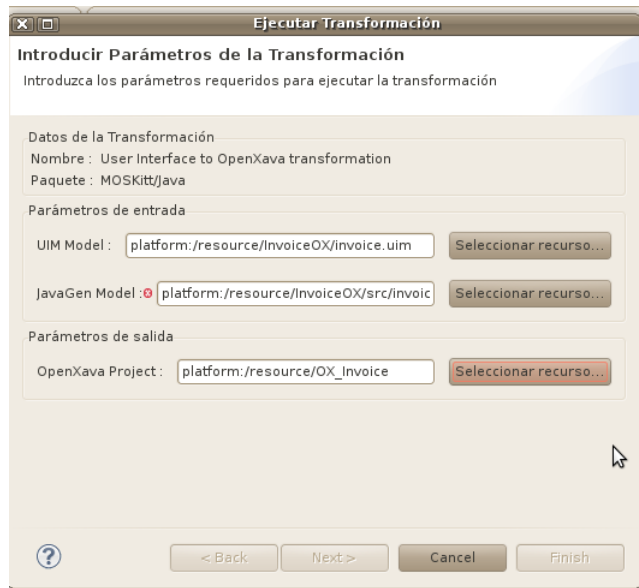 Ejecutar Transformación
Introducir Parámetros de la Transformación
Introduzca los parámetros requeridos para ejecutar la transformación
Datos de la Transformación
Nombre : User Interface to OpenXava transformation
Paquete : MOSKitt/Java
Parámetros de entrada
UIM Model : platform:/resource/InvoiceOX/invoice.uim Seleccionar recurso...
JavaGen Model : platform:/resource/InvoiceOX/src/invoic Seleccionar recurso...
Parámetros de salida
OpenXava Project : platform:/resource/OX_Invoice Seleccionar recurso...
? < Back Next > Cancel Finish